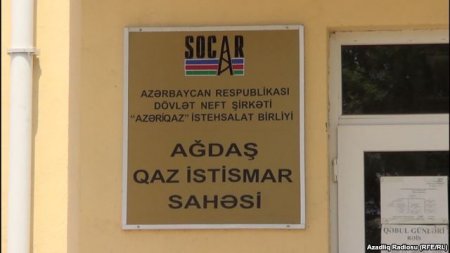 SOCAR
AZƏRBAYCAN RESPUBLİKASI
DÖVLƏT NEFT ŞİRKƏTİ
"AZƏRİQAZ" İSTEHSALAT BİRLİYİ
AĞDAŞ
QAZ İSTİSMAR
SAHƏSİ
QƏBUL GÜNLƏRİ
Azadlıq Radiosu (RFE/RL)